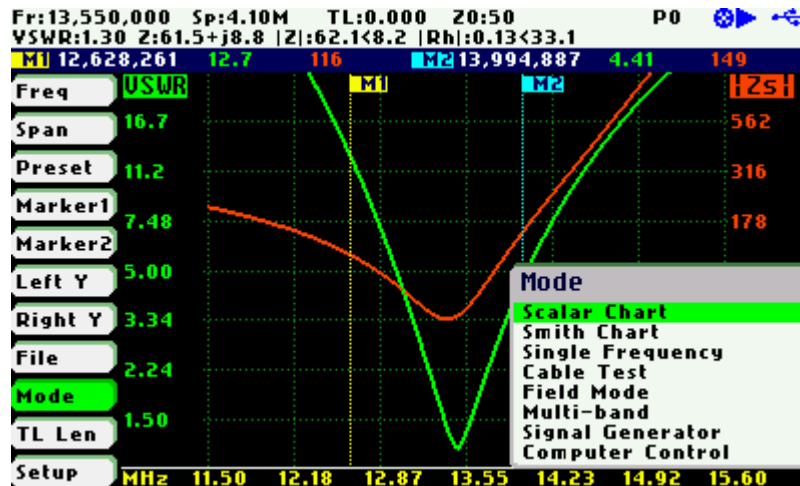 Fr:13,550,000 Sp:4.10M TL:0.000 20:50 P0
VSWR:1.30 Z:61.5+j8.8 |Z|:62.1<8.2 |Rh|:0.13<33.1
M1 12,628,261 12.7 116 M2 13,994,887 4.41 149
Freq VSWR M1 M2 |Zs|
Span 16.7 562
Preset 11.2 316
Marker1
Marker2 7.48 178
Left Y 5.00
Right Y 3.34
File 2.24
Mode
TL Len 1.50
Setup
Mode
Scalar Chart
Smith Chart
Single Frequency
Cable Test
Field Mode
Multi-band
Signal Generator
Computer Control
MHz 11.50 12.18 12.87 13.55 14.23 14.92 15.60